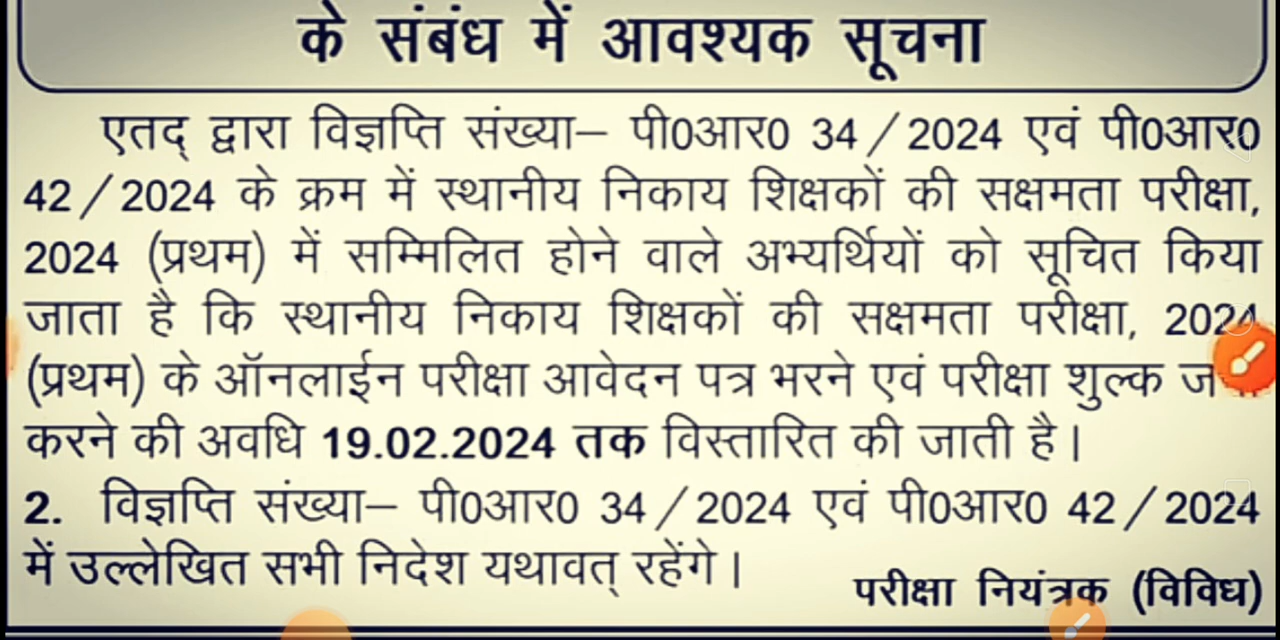 के संबंध में आवश्यक सूचना
एतद् द्वारा विज्ञप्ति संख्या– पी0आर0 34/2024 एवं पी0आर0
42/2024 के क्रम में स्थानीय निकाय शिक्षकों की सक्षमता परीक्षा,
2024 (प्रथम) में सम्मिलित होने वाले अभ्यर्थियों को सूचित किया
जाता है कि स्थानीय निकाय शिक्षकों की सक्षमता परीक्षा, 2024
(प्रथम) के ऑनलाईन परीक्षा आवेदन पत्र भरने एवं परीक्षा शुल्क
करने की अवधि 19.02.2024 तक विस्तारित की जाती है।
2. विज्ञप्ति संख्या– पी0आर0 34/2024 एवं पी0आर0 42/2024
में उल्लेखित सभी निदेश यथावत् रहेंगे।
परीक्षा नियंत्रक (विविध)